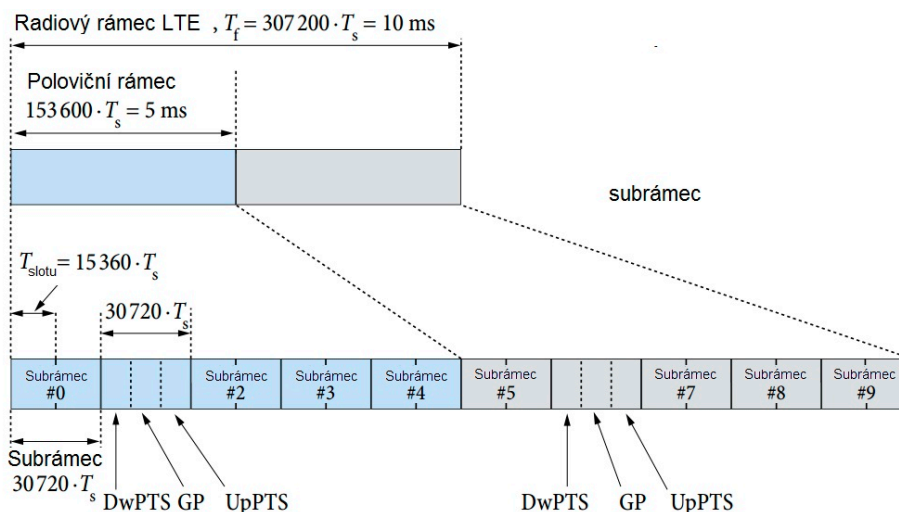 Radiový rámec LTE , T_f = 307 200 · T_s = 10 ms
Poloviční rámec
153 600 · T_s = 5 ms
subrámec
T_slotu = 15 360 · T_s
30 720 · T_s
Subrámec #0
Subrámec #2
Subrámec #3
Subrámec #4
Subrámec #5
Subrámec #7
Subrámec #8
Subrámec #9
Subrámec
30 720 · T_s
DwPTS GP UpPTS
DwPTS GP UpPTS